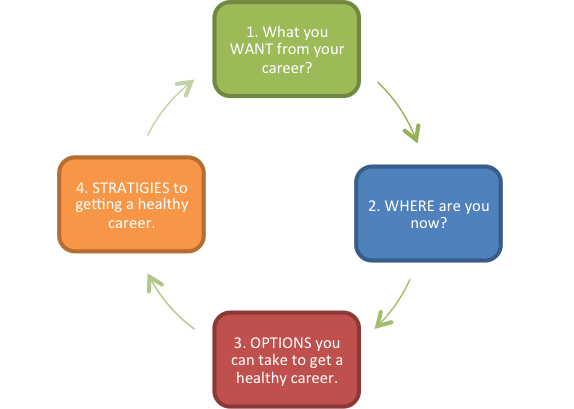 1. What you
WANT from your
career?
2. WHERE are you
now?
3. OPTIONS you
can take to get a
healthy career.
4. STRATIGIES to
getting a healthy
career.